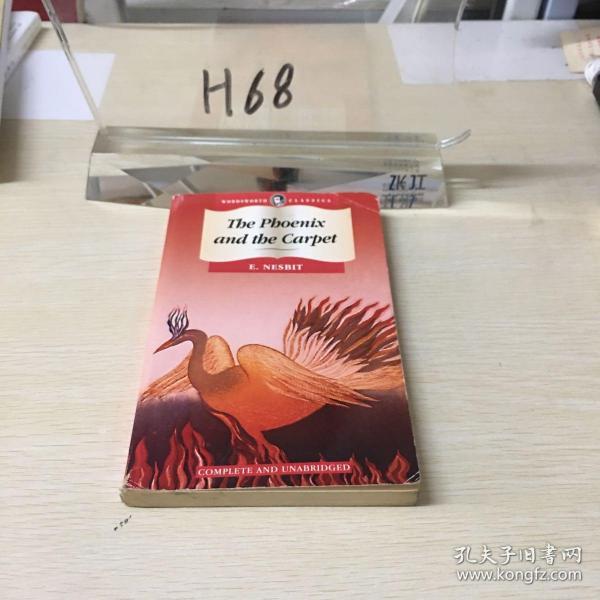 H68
WORDSWORTH CLASSICS
The Phoenix
and the Carpet
E. NESBIT
COMPLETE AND UNABRIDGED
孔夫子旧书网
www.kongfz.com